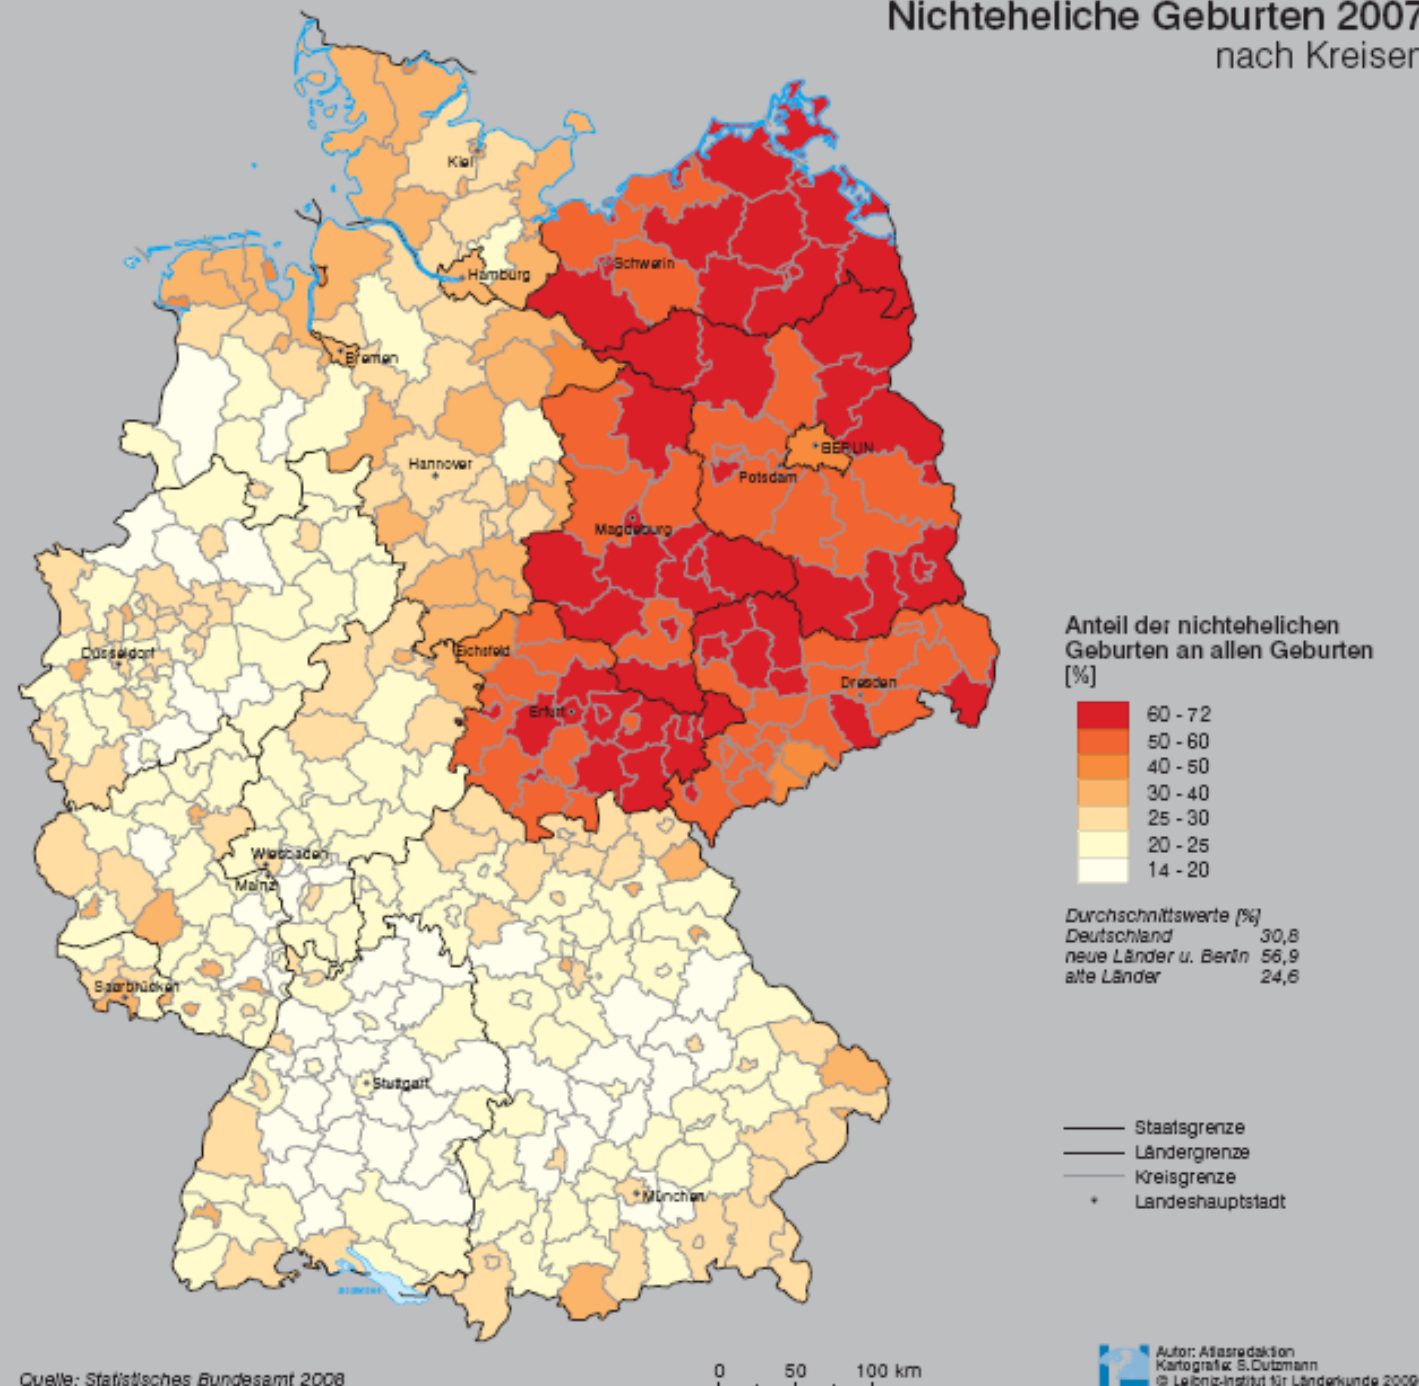 Nichteheliche Geburten 2007
nach Kreisen
Kiel
Hamburg
Schwerin
Bremen
BERLIN
Hannover
Potsdam
Magdeburg
Düsseldorf
Eichsfeld
Dresden
Erfurt
Wiesbaden
Mainz
Saarbrücken
Stuttgart
München
Anteil der nichtehelichen
Geburten an allen Geburten
[%]
60 - 72
50 - 60
40 - 50
30 - 40
25 - 30
20 - 25
14 - 20
Durchschnittswerte [%]
Deutschland 30,8
neue Länder u. Berlin 56,9
alte Länder 24,6
Staatsgrenze
Ländergrenze
Kreisgrenze
Landeshauptstadt
Quelle: Statistisches Bundesamt 2008
0 50 100 km
Autor: Atlasredaktion
Kartografie: S.Dutzmann
© Leibniz-Institut für Länderkunde 2009